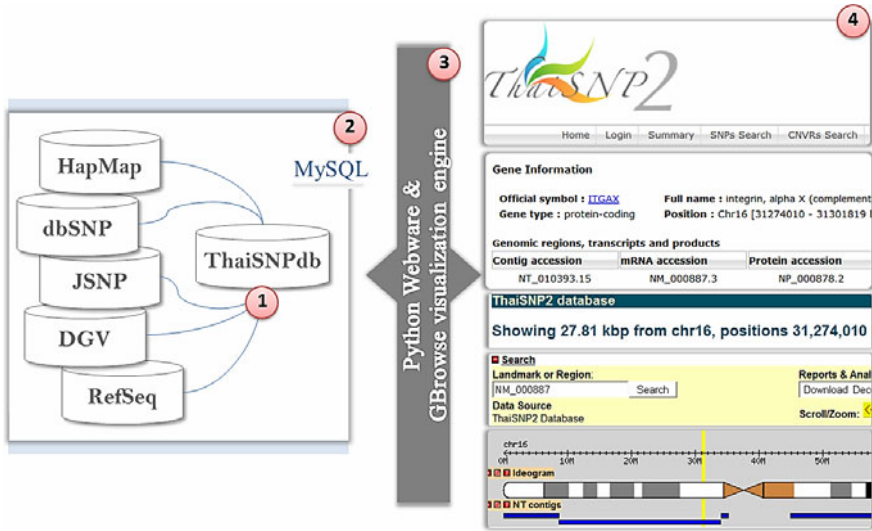 HapMap
dbSNP
JSNP
DGV
RefSeq
ThaiSNPdb
1
2
MySQL
3
Python Webware &
GBrowse visualization engine
4
ThaiSNP2
Home Login Summary SNPs Search CNVRs Search
Gene Information
Official symbol : ITGAX Full name : integrin, alpha X (complement
Gene type : protein-coding Position : Chr16 [31274010 - 31301819
Genomic regions, transcripts and products
Contig accession mRNA accession Protein accession
NT_010393.15 NM_000887.3 NP_000878.2
ThaiSNP2 database
Showing 27.81 kbp from chr16, positions 31,274,010
Search
Landmark or Region: Reports & Anal
NM_000887 Search Download Dec
Data Source
ThaiSNP2 Database Scroll/Zoom: <
chr16
0M 10M 20M 30M 40M 50M
Ideogram
NT contigs